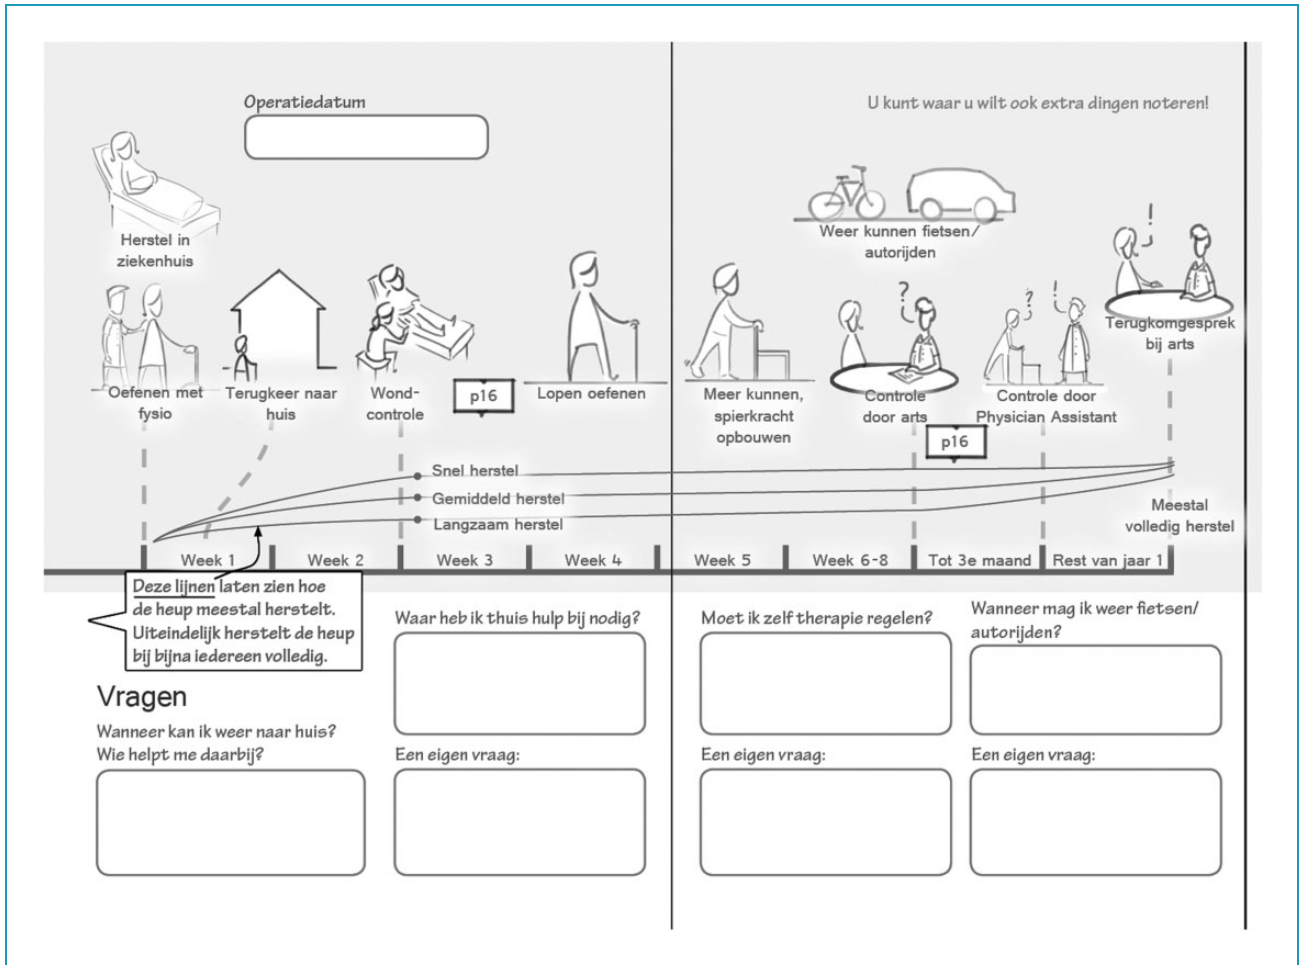 Operatiedatum
U kunt waar u wilt ook extra dingen noteren!
Herstel in
ziekenhuis
Weer kunnen fietsen/
autorijden
!
?
?
!
Terugkomgesprek
bij arts
Oefenen met
fysio
Terugkeer naar
huis
Wond-
controle
p16
Lopen oefenen
Meer kunnen,
spierkracht
opbouwen
Controle
door arts
p16
Controle door
Physician Assistant
Snel herstel
Gemiddeld herstel
Langzaam herstel
Meestal
volledig herstel
Week 1
Week 2
Week 3
Week 4
Week 5
Week 6-8
Tot 3e maand
Rest van jaar 1
Deze lijnen laten zien hoe
de heup meestal herstelt.
Uiteindelijk herstelt de heup
bij bijna iedereen volledig.
Vragen
Wanneer kan ik weer naar huis?
Wie helpt me daarbij?
Waar heb ik thuis hulp bij nodig?
Een eigen vraag:
Moet ik zelf therapie regelen?
Een eigen vraag:
Wanneer mag ik weer fietsen/
autorijden?
Een eigen vraag: